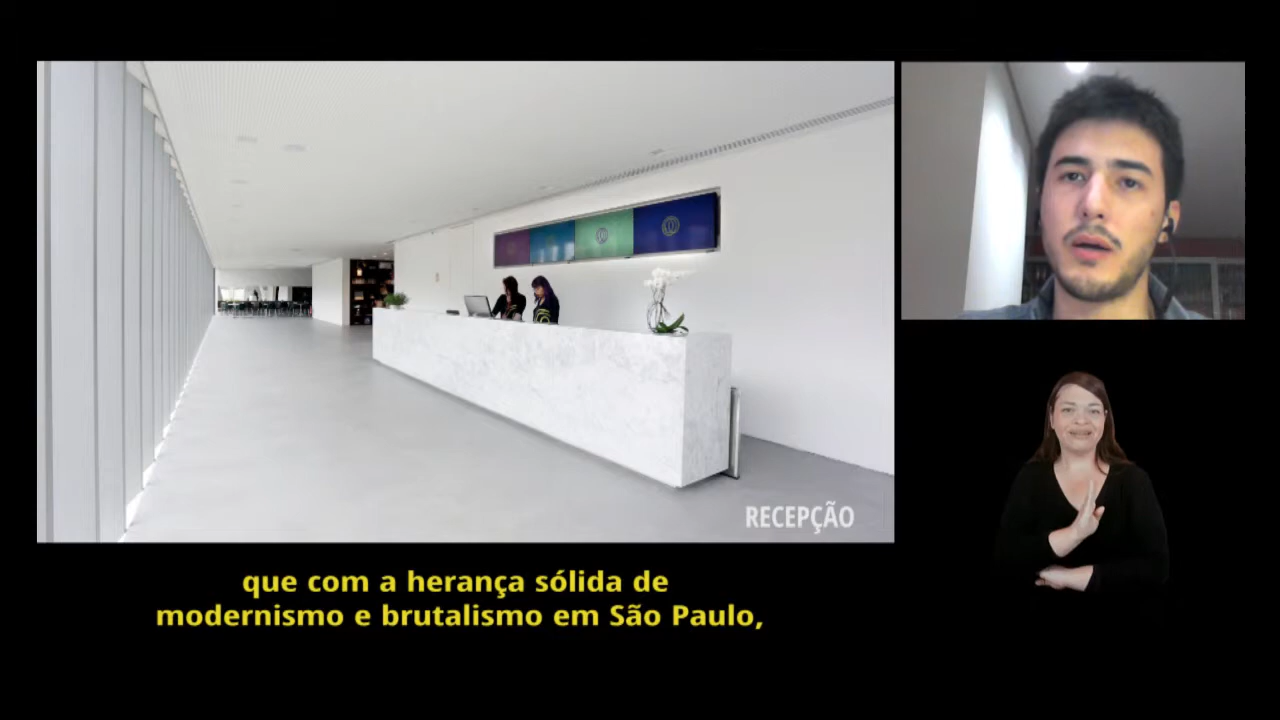 RECEPÇÃO
que com a herança sólida de
modernismo e brutalismo em São Paulo,